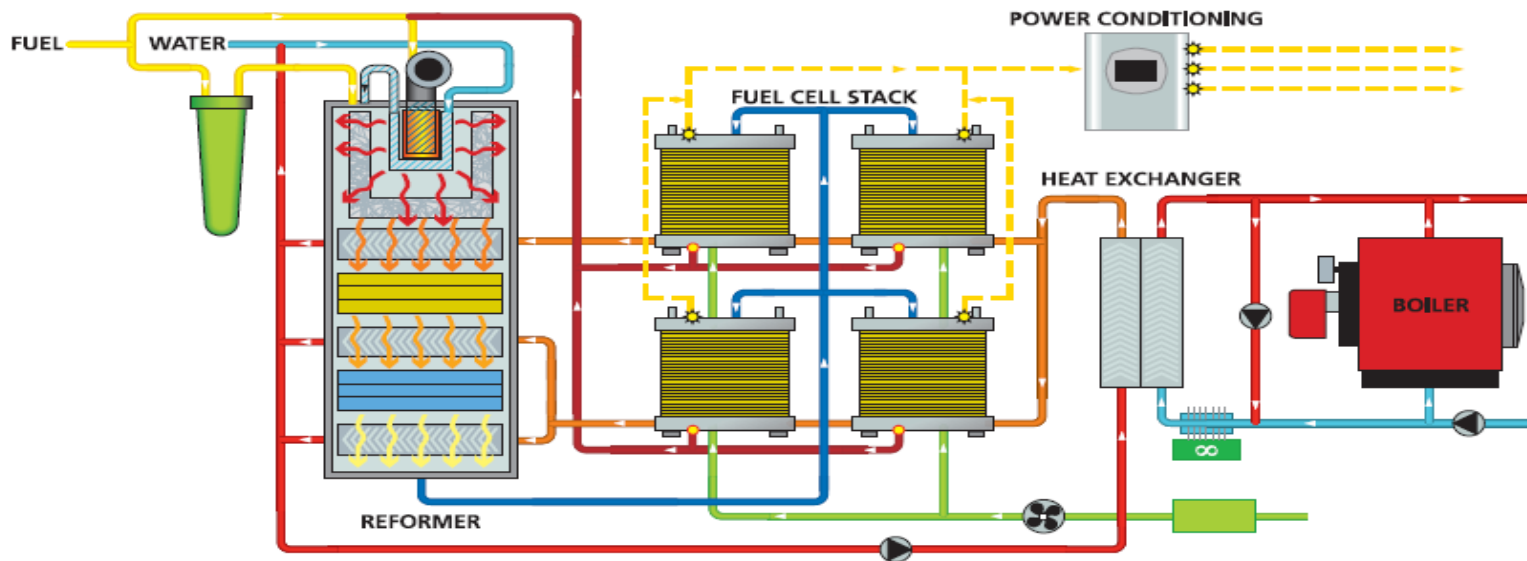 POWER CONDITIONING
FUEL
WATER
FUEL CELL STACK
HEAT EXCHANGER
BOILER
REFORMER